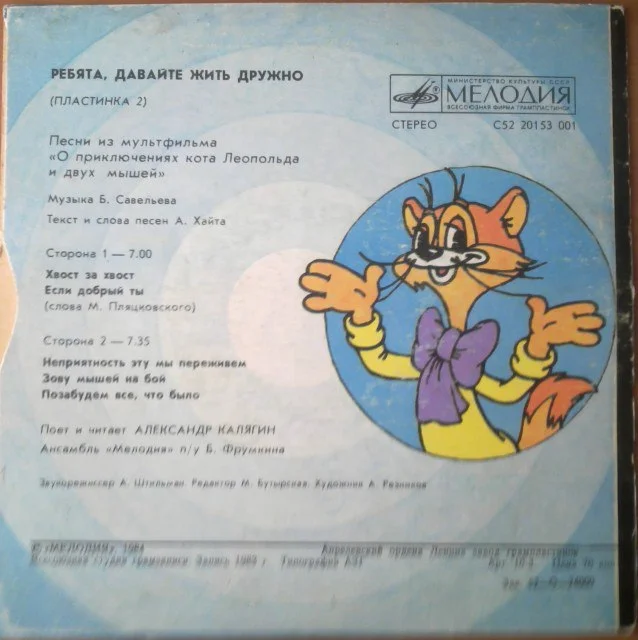 РЕБЯТА, ДАВАЙТЕ ЖИТЬ ДРУЖНО
(ПЛАСТИНКА 2)
МИНИСТЕРСТВО КУЛЬТУРЫ СССР
МЕЛОДИЯ
ВСЕСОЮЗНАЯ ФИРМА ГРАМПЛАСТИНОК
СТЕРЕО С52 20153 001
Песни из мультфильма
«О приключениях кота Леопольда
и двух мышей»
Музыка Б. Савельева
Текст и слова песен А. Хайта
Сторона 1 — 7.00
Хвост за хвост
Если добрый ты
(слова М. Пляцковского)
Сторона 2 — 7.35
Неприятность эту мы переживем
Зову мышей на бой
Позабудем все, что было
Поет и читает АЛЕКСАНДР КАЛЯГИН
Ансамбль «Мелодия» п/у Б. Фрумкина
Звукорежиссер А. Штильман. Редактор М. Бутырская. Художник А. Резников
© «МЕЛОДИЯ», 1984 Апрелевский ордена Ленина завод грампластинок
Всесоюзная студия грамзаписи. Запись 1983 г. Типография АЗГ